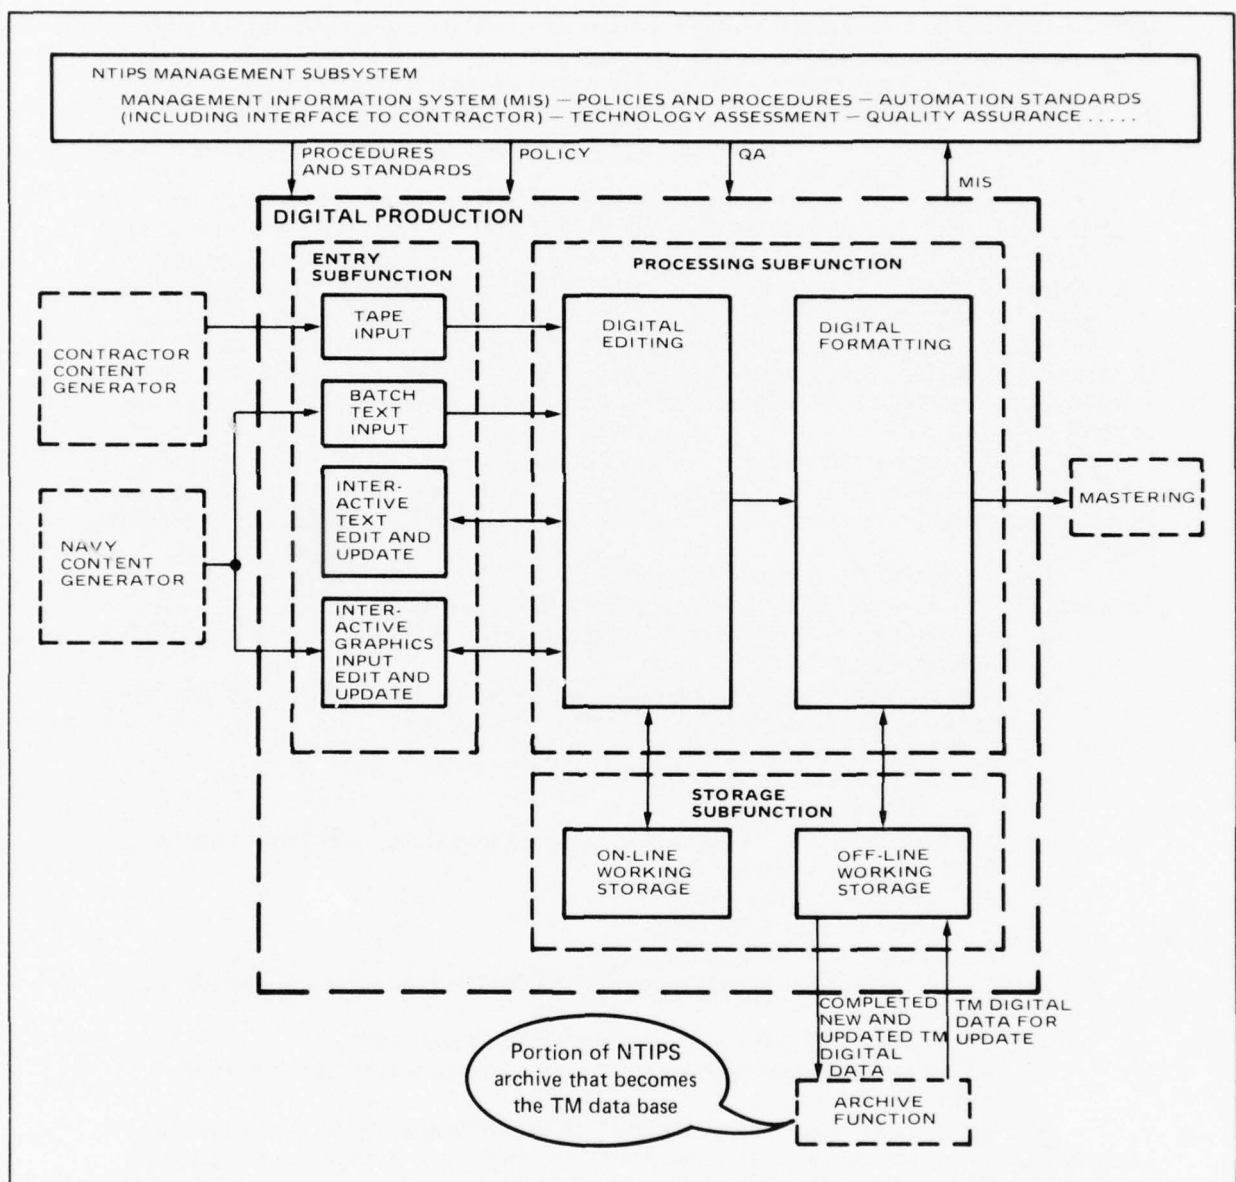 NTIPS MANAGEMENT SUBSYSTEM
MANAGEMENT INFORMATION SYSTEM (MIS) — POLICIES AND PROCEDURES — AUTOMATION STANDARDS
(INCLUDING INTERFACE TO CONTRACTOR) — TECHNOLOGY ASSESSMENT — QUALITY ASSURANCE .....
PROCEDURES
AND STANDARDS
POLICY
QA
MIS
DIGITAL PRODUCTION
ENTRY
SUBFUNCTION
PROCESSING SUBFUNCTION
CONTRACTOR
CONTENT
GENERATOR
NAVY
CONTENT
GENERATOR
TAPE
INPUT
BATCH
TEXT
INPUT
INTER-
ACTIVE
TEXT
EDIT AND
UPDATE
INTER-
ACTIVE
GRAPHICS
INPUT
EDIT AND
UPDATE
DIGITAL
EDITING
DIGITAL
FORMATTING
MASTERING
STORAGE
SUBFUNCTION
ON-LINE
WORKING
STORAGE
OFF-LINE
WORKING
STORAGE
COMPLETED
NEW AND
UPDATED TM
DIGITAL
DATA
TM DIGITAL
DATA FOR
UPDATE
Portion of NTIPS
archive that becomes
the TM data base
ARCHIVE
FUNCTION